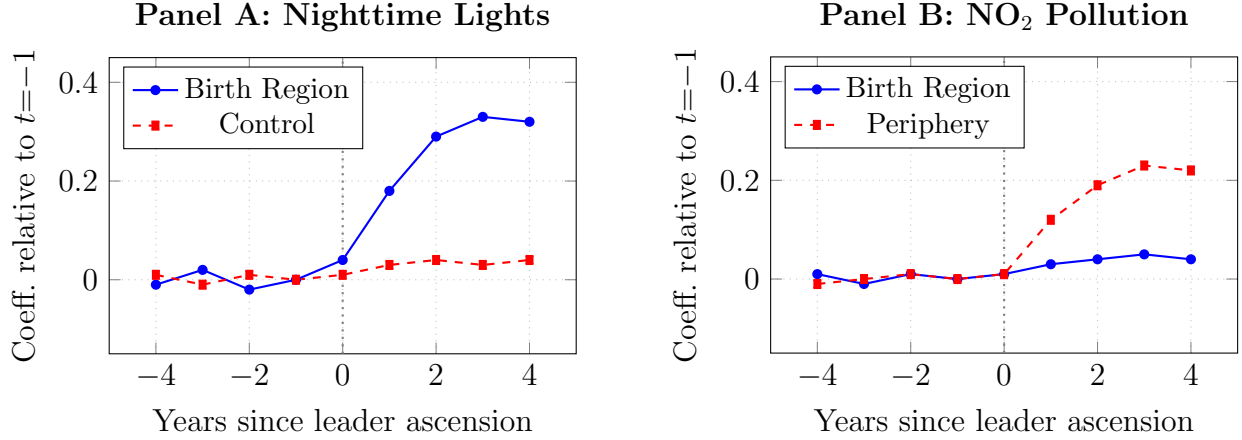 Panel A: Nighttime Lights
Coeff. relative to t=−1
0.4
0.2
0
Birth Region
Control
−4 −2 0 2 4
Years since leader ascension
Panel B: NO₂ Pollution
Coeff. relative to t=−1
0.4
0.2
0
Birth Region
Periphery
−4 −2 0 2 4
Years since leader ascension